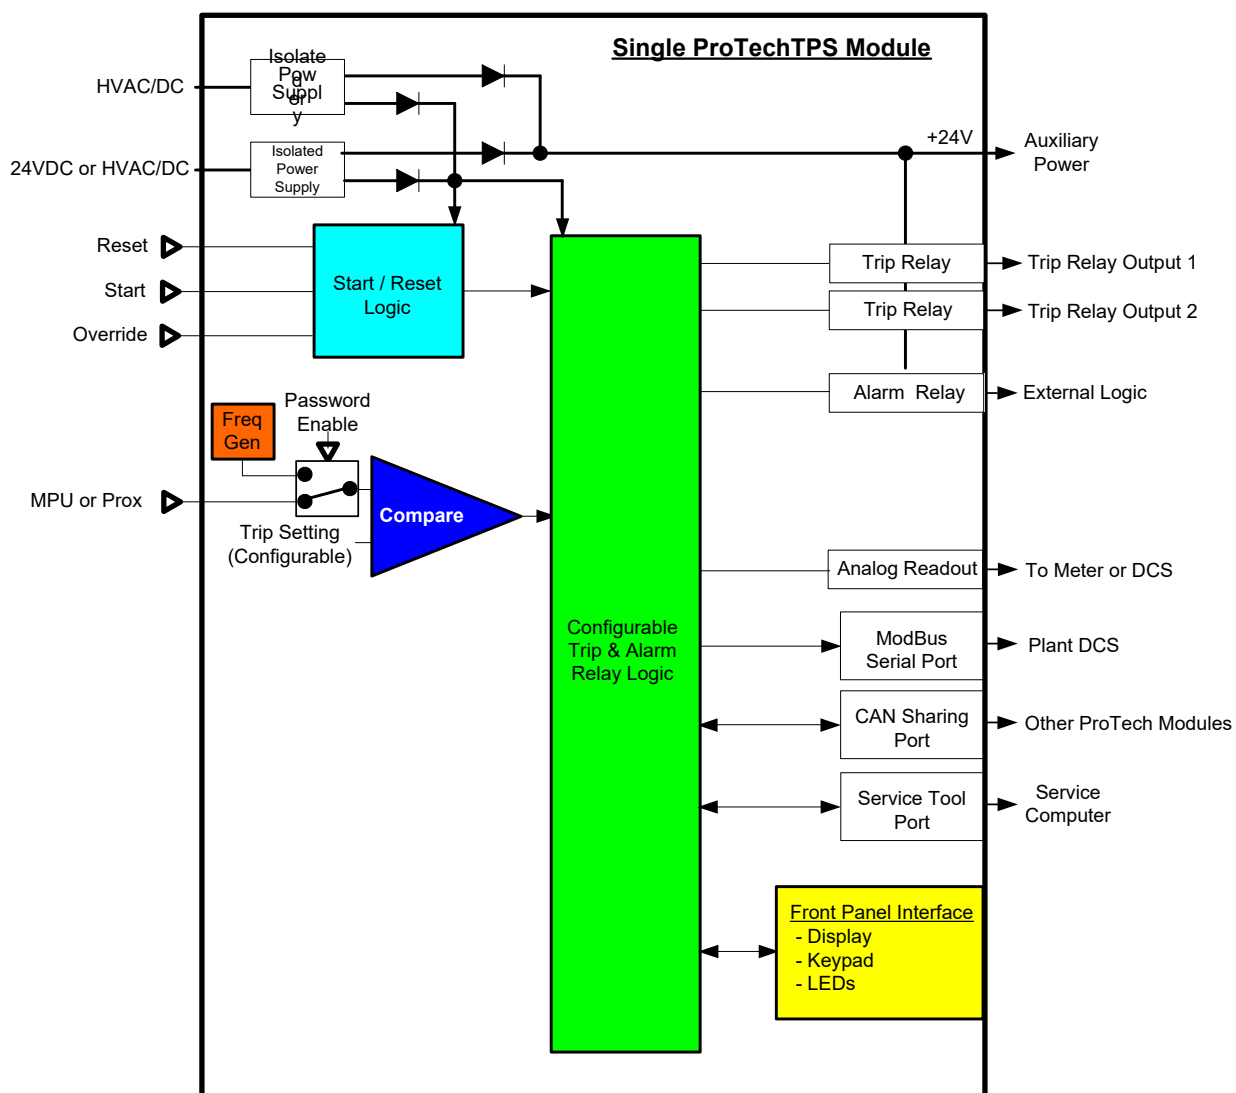 Single ProTechTPS Module
HVAC/DC
Isolate
d
Pow
er
Suppl
y
24VDC or HVAC/DC
Isolated
Power
Supply
+24V
Auxiliary
Power
Reset
Start
Override
Start / Reset
Logic
Trip Relay
Trip Relay Output 1
Trip Relay
Trip Relay Output 2
Alarm Relay
External Logic
Freq
Gen
Password
Enable
MPU or Prox
Compare
Trip Setting
(Configurable)
Configurable
Trip & Alarm
Relay Logic
Analog Readout
To Meter or DCS
ModBus
Serial Port
Plant DCS
CAN Sharing
Port
Other ProTech Modules
Service Tool
Port
Service
Computer
Front Panel Interface
- Display
- Keypad
- LEDs